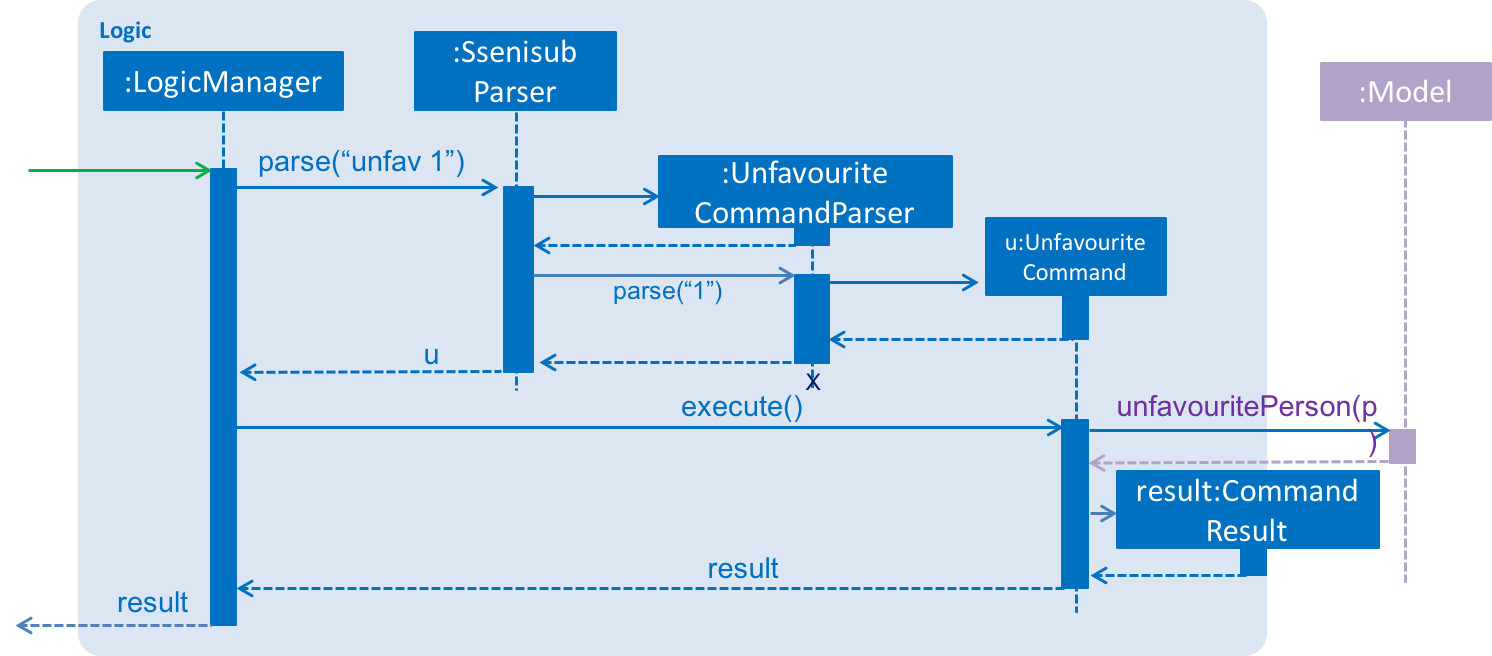 Logic
:LogicManager
:Ssenisub
Parser
:Model
parse(“unfav 1”)
:Unfavourite
CommandParser
u:Unfavourite
Command
parse(“1”)
u
x
execute()
unfavouritePerson(p
)
result:Command
Result
result
result